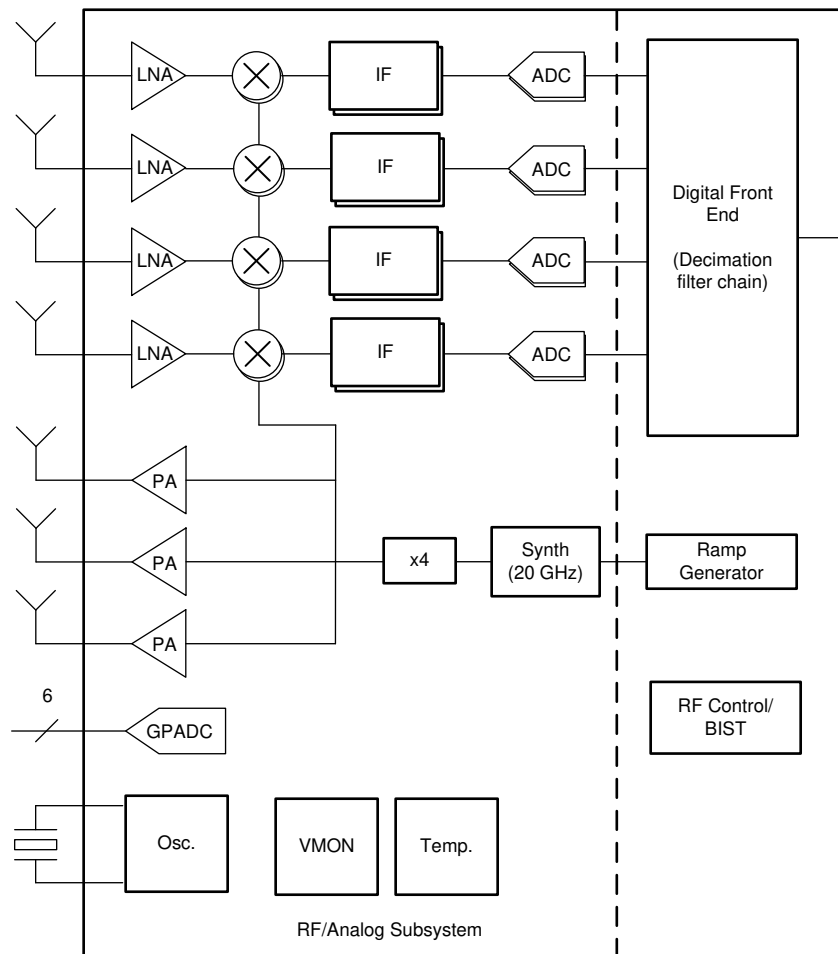 LNA
IF
ADC
LNA
IF
ADC
LNA
IF
ADC
LNA
IF
ADC
Digital Front
End
(Decimation
filter chain)
PA
PA
PA
x4
Synth
(20 GHz)
Ramp
Generator
6
GPADC
RF Control/
BIST
Osc.
VMON
Temp.
RF/Analog Subsystem